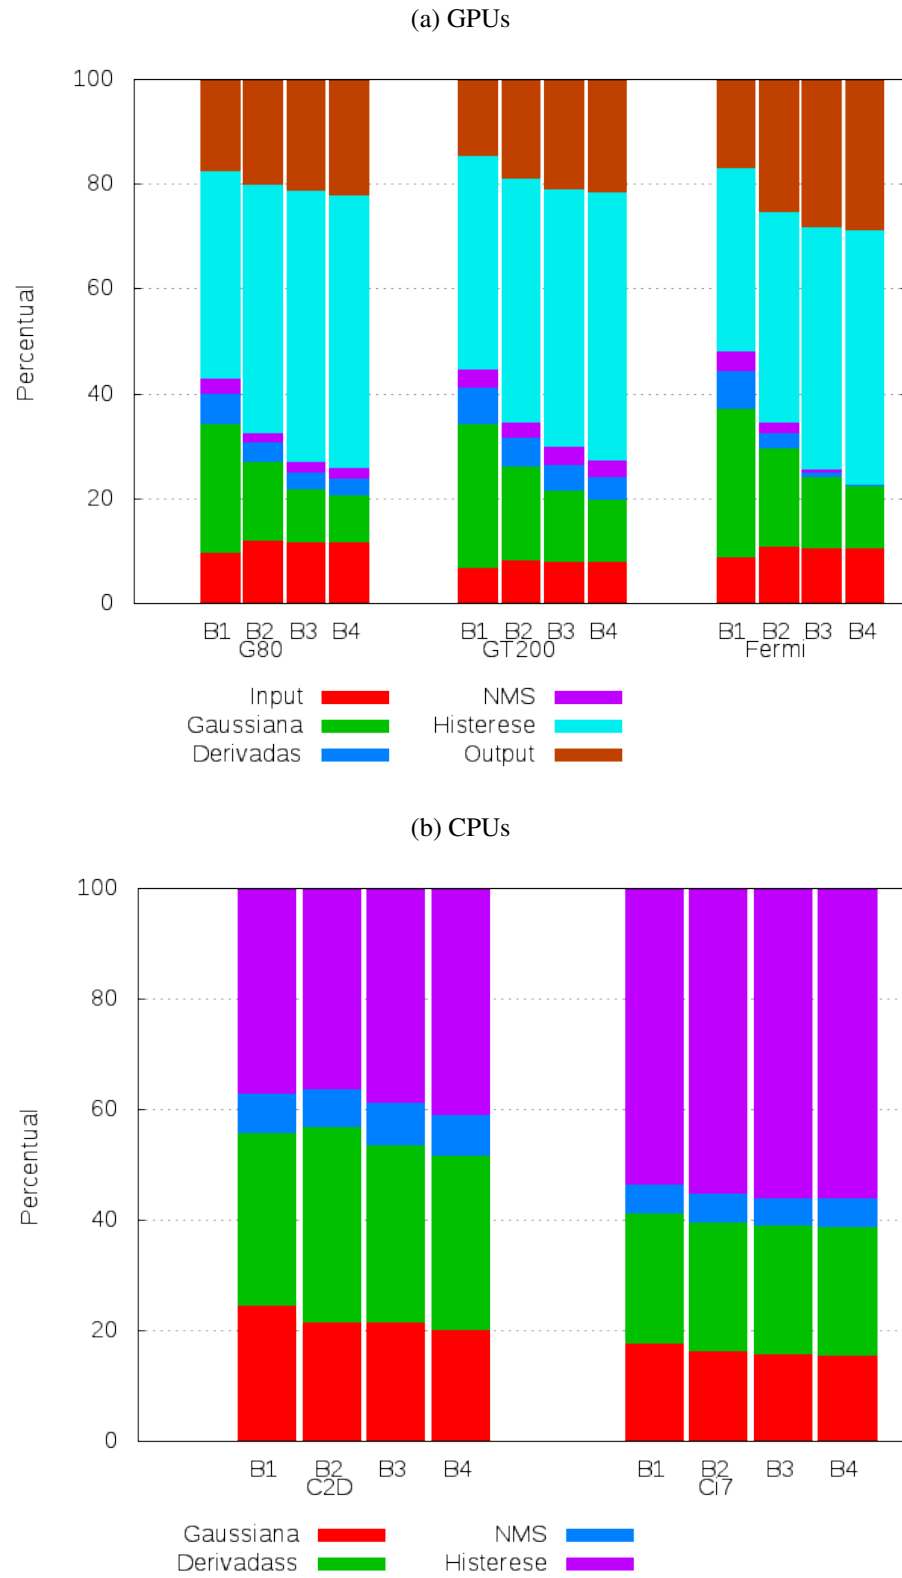 (a) GPUs
100
80
60
40
20
0
Percentual
B1 B2 B3 B4 B1 B2 B3 B4 B1 B2 B3 B4
G80 GT200 Fermi
Input NMS
Gaussiana Histerese
Derivadas Output
(b) CPUs
100
80
60
40
20
0
Percentual
B1 B2 B3 B4 B1 B2 B3 B4
C2D Ci7
Gaussiana NMS
Derivadass Histerese